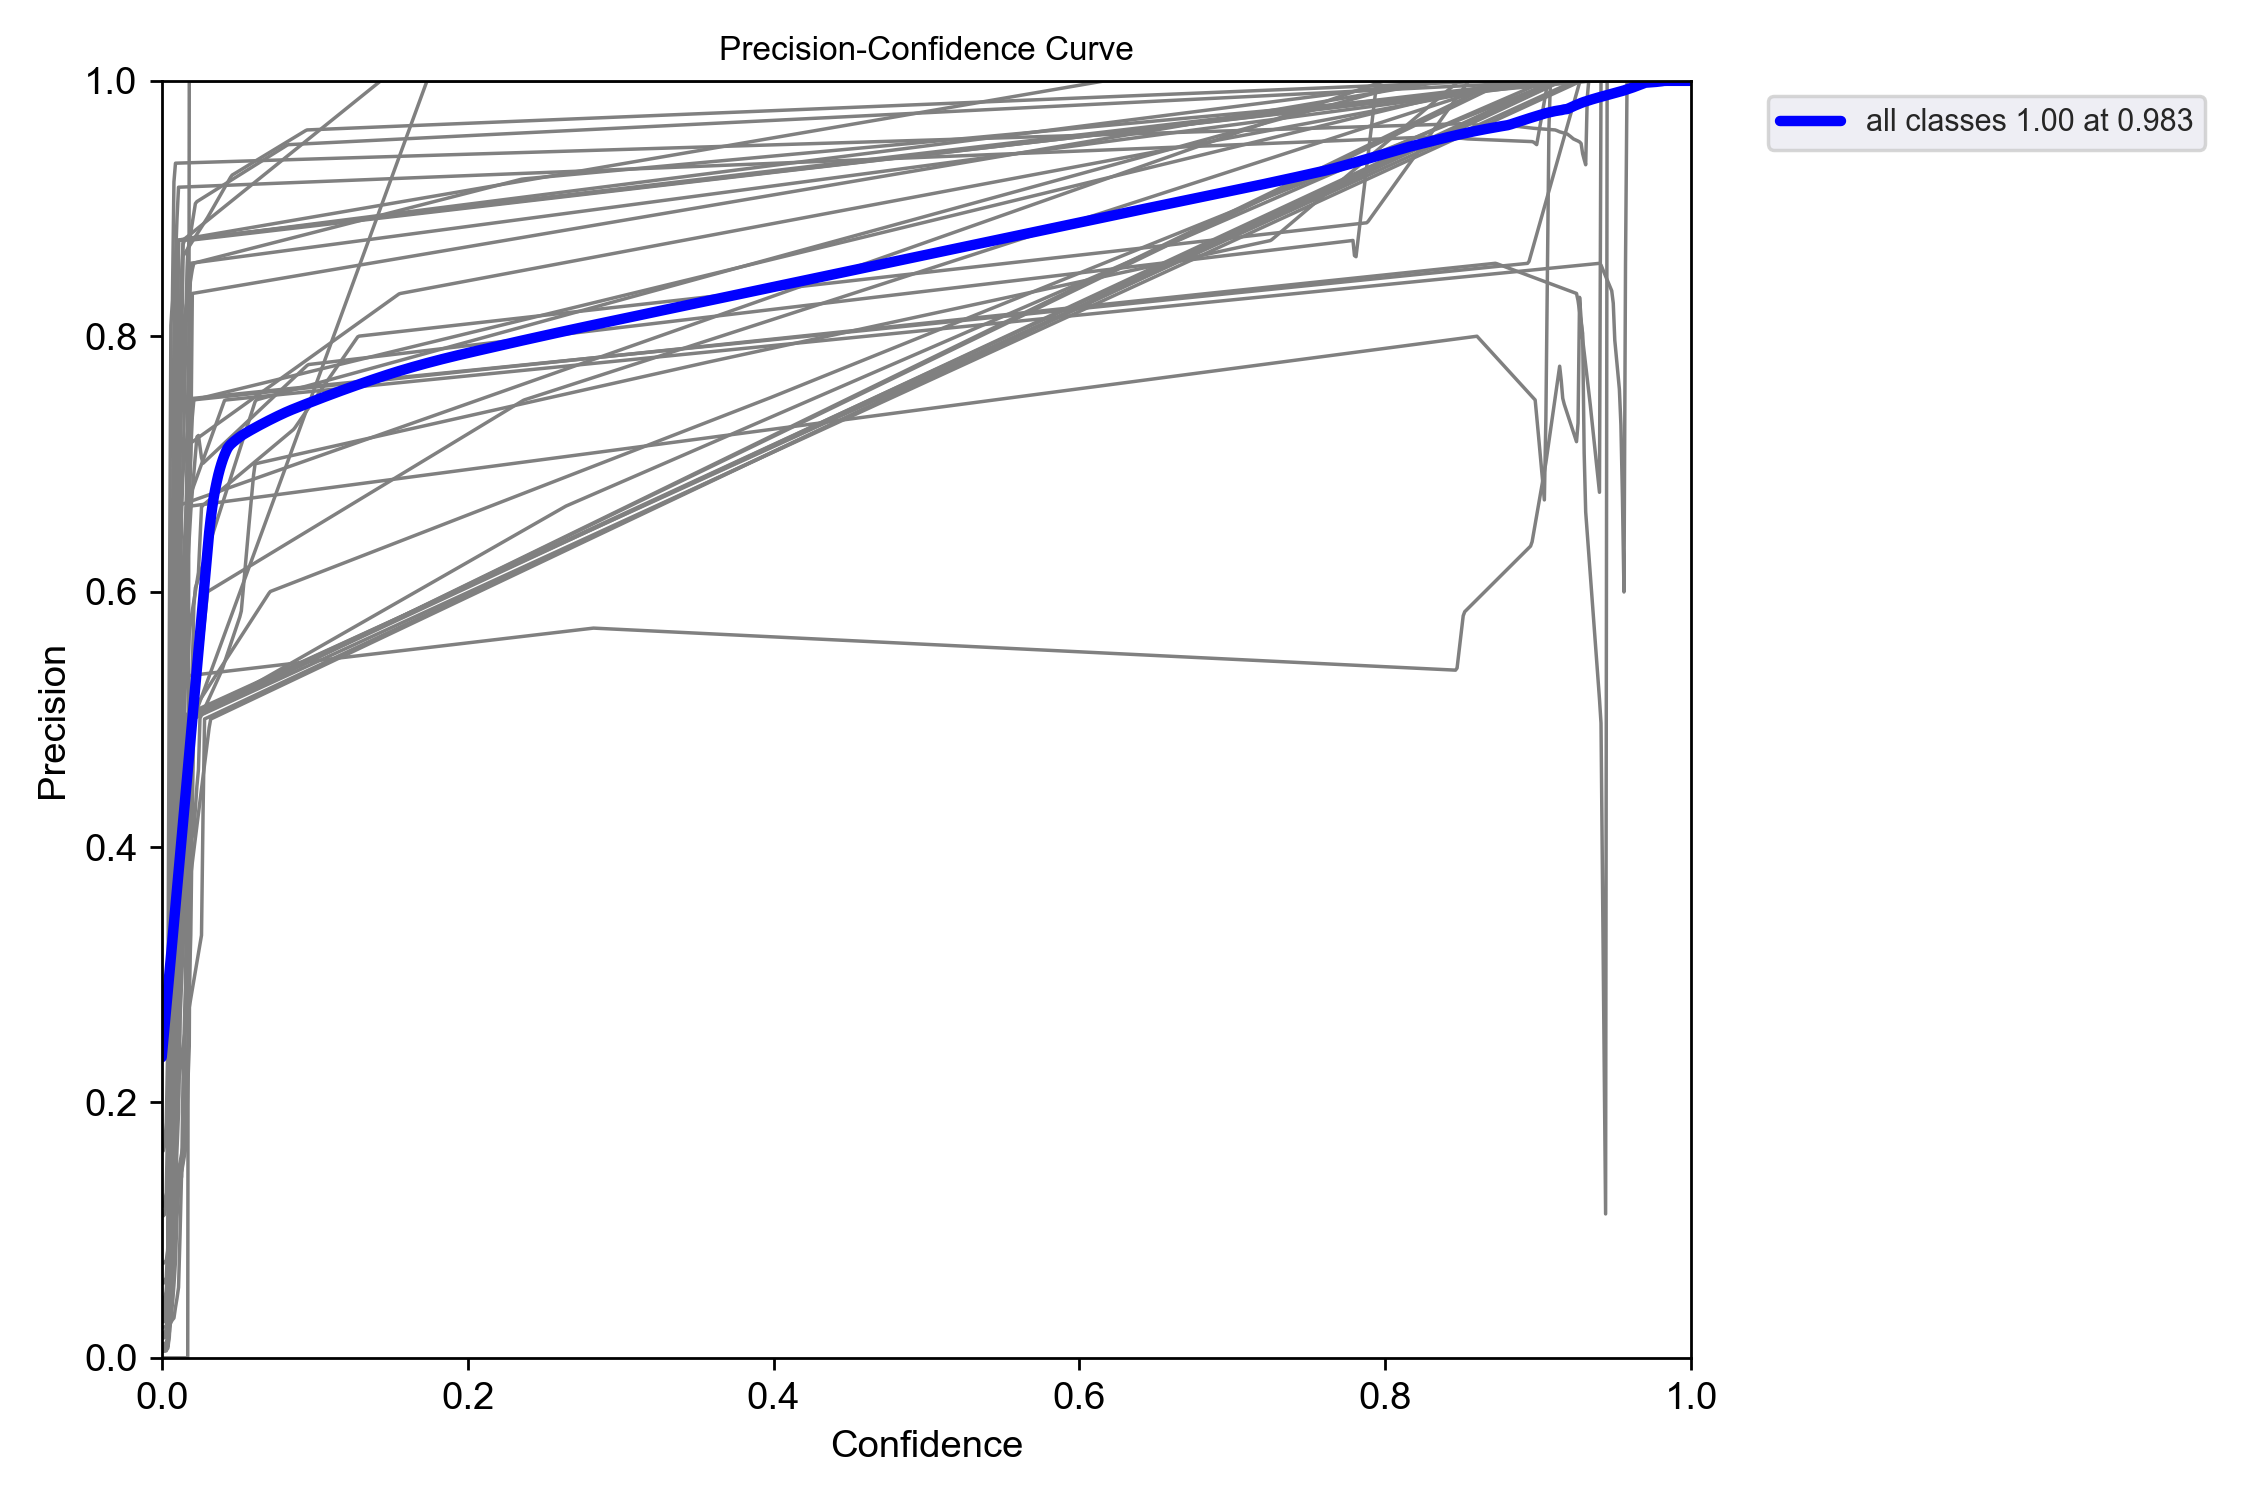 Precision-Confidence Curve
all classes 1.00 at 0.983
1.0
0.8
0.6
0.4
0.2
0.0
Precision
0.0 0.2 0.4 0.6 0.8 1.0
Confidence